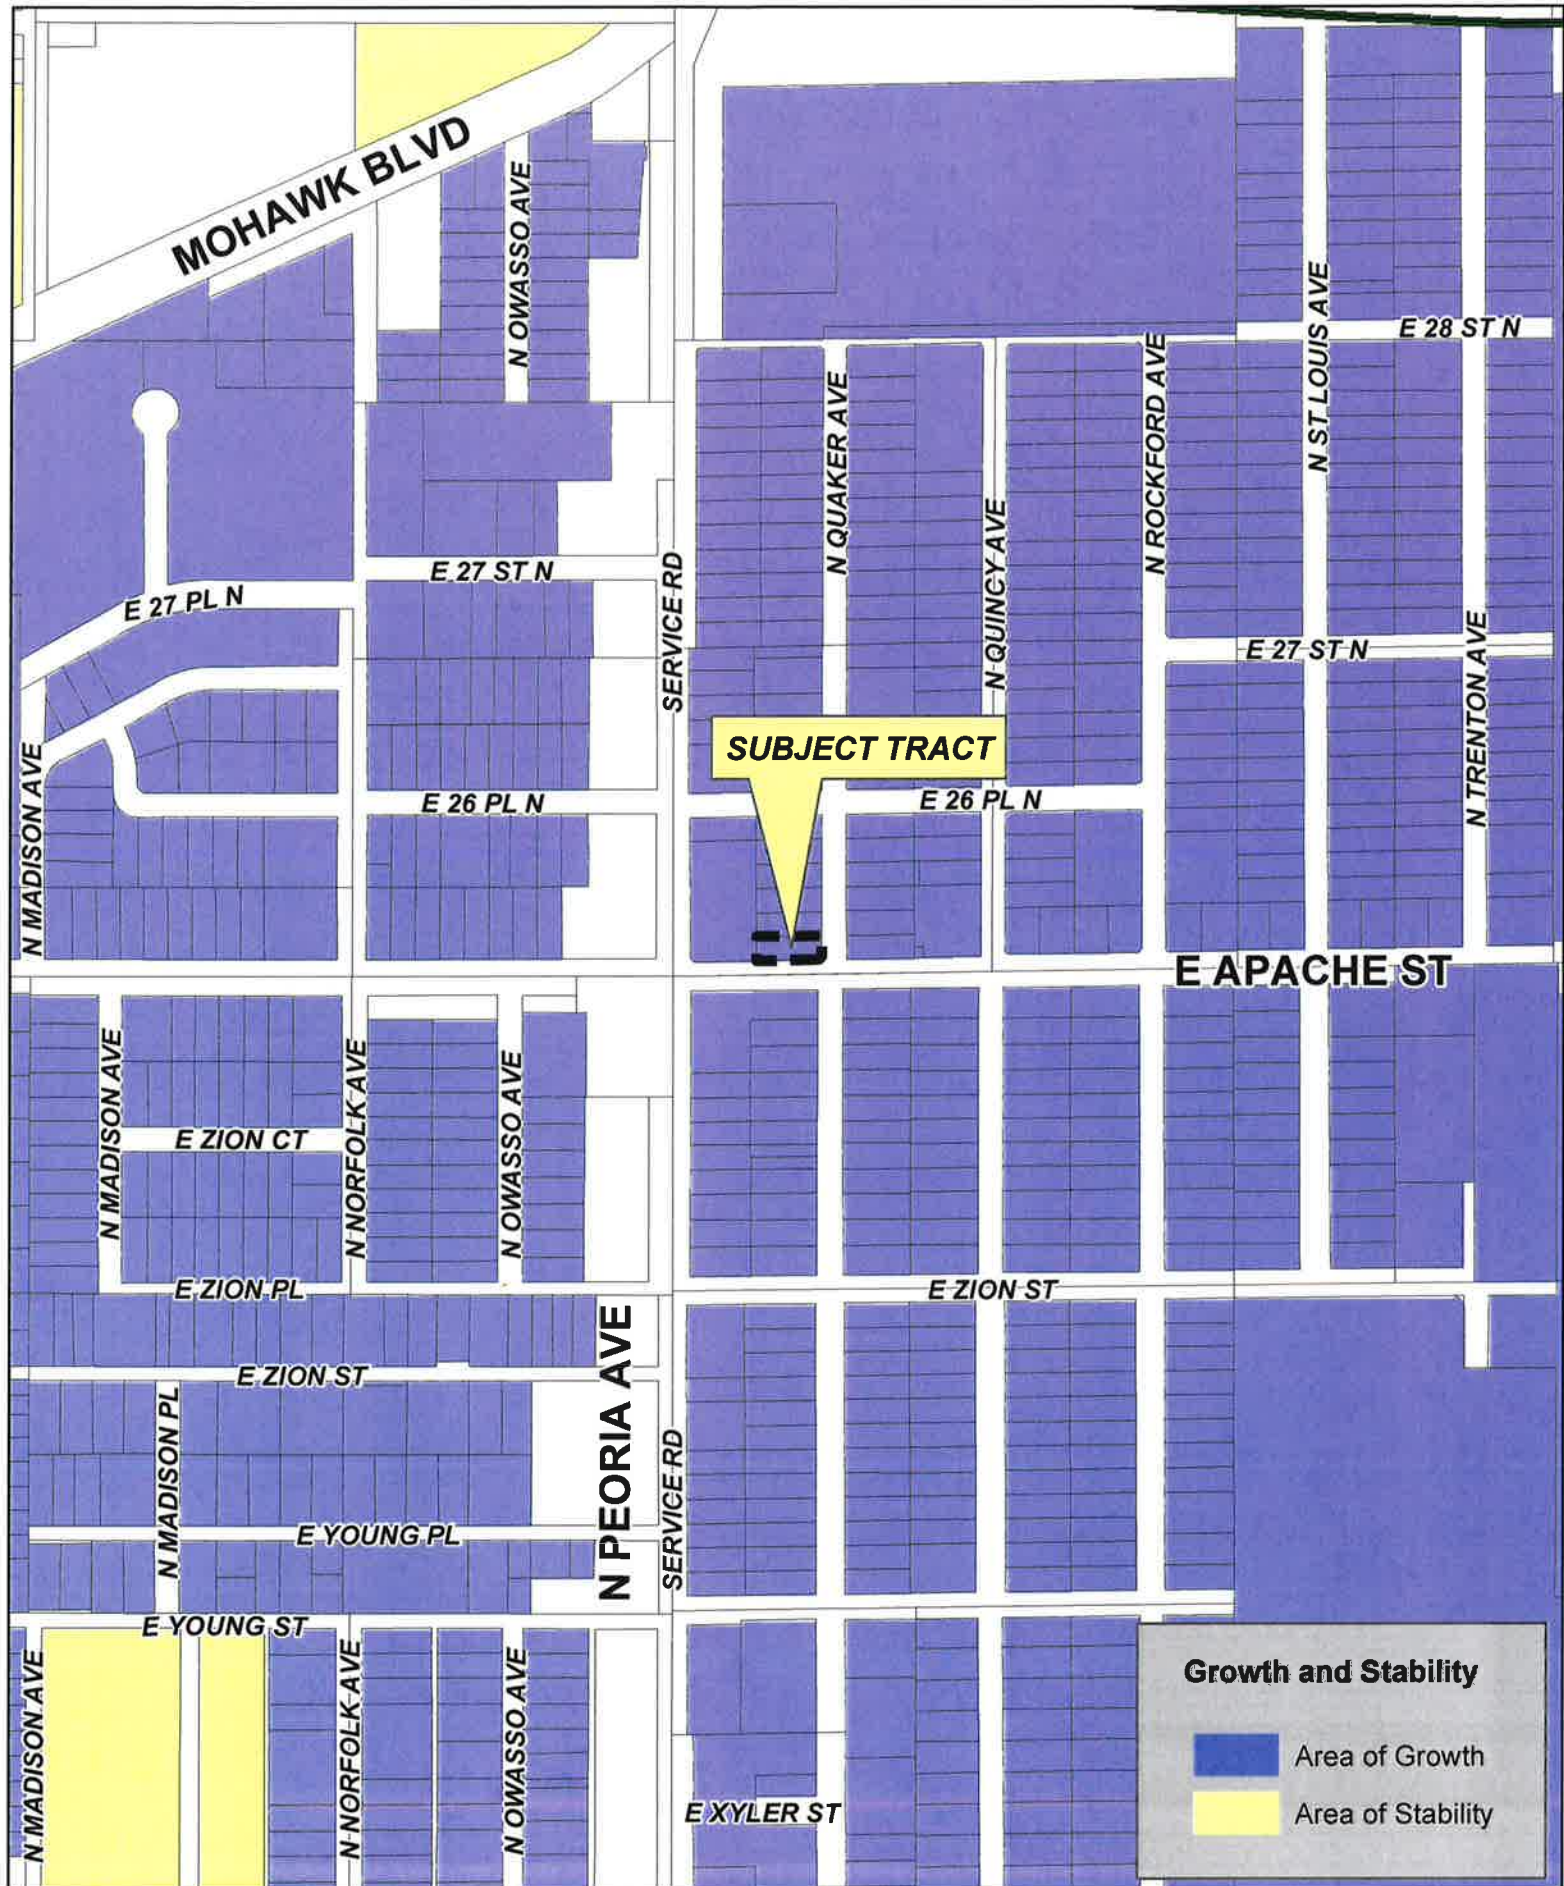 MOHAWK BLVD
N OWASSO AVE
E 28 ST N
N ST LOUIS AVE
N ROCKFORD AVE
N QUAKER AVE
N QUINCY AVE
E 27 ST N
SERVICE RD
E 27 PL N
E 27 ST N
N TRENTON AVE
SUBJECT TRACT
N MADISON AVE
E 26 PL N
E 26 PL N
E APACHE ST
N MADISON AVE
N NORFOLK AVE
N OWASSO AVE
E ZION CT
E ZION PL
E ZION ST
N PEORIA AVE
E ZION ST
N MADISON PL
SERVICE RD
E YOUNG PL
E YOUNG ST
N MADISON AVE
N NORFOLK AVE
N OWASSO AVE
E XYLER ST
Growth and Stability
Area of Growth
Area of Stability